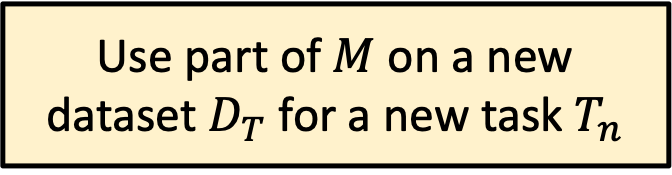 Use part of M on a new
dataset D_T for a new task T_n